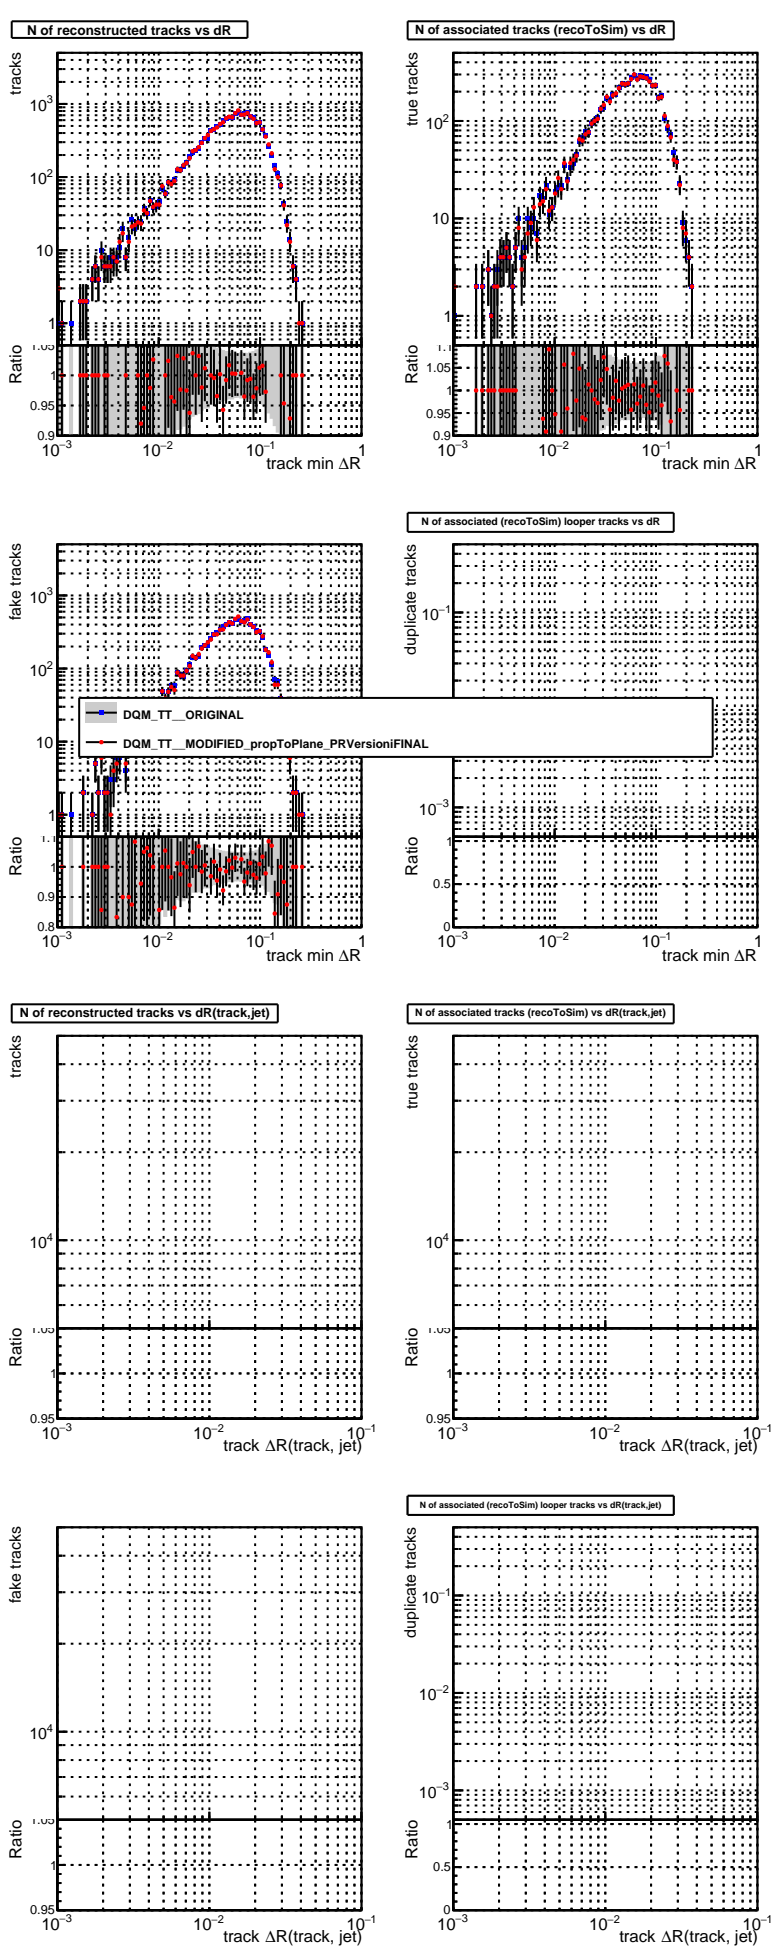 N of reconstructed tracks vs dR
tracks
10³
10²
10
1
1.05
1
0.95
0.9
Ratio
10⁻³
10⁻²
10⁻¹
1
track min ΔR
N of associated tracks (recoToSim) vs dR
true tracks
10²
10
1
1.1
1.05
1
0.95
0.9
Ratio
10⁻³
10⁻²
10⁻¹
1
track min ΔR
fake tracks
10³
10²
10
1
1.1
1
0.9
0.8
Ratio
10⁻³
10⁻²
10⁻¹
1
track min ΔR
N of associated (recoToSim) looper tracks vs dR
duplicate tracks
10⁻¹
10⁻³
1
0.5
0
Ratio
10⁻³
10⁻²
10⁻¹
1
track min ΔR
DQM_TT__ORIGINAL
DQM_TT__MODIFIED_propToPlane_PRVersioniFINAL
N of reconstructed tracks vs dR(track,jet)
tracks
10⁴
1.05
1
0.95
Ratio
10⁻³
10⁻²
10⁻¹
track ΔR(track, jet)
N of associated tracks (recoToSim) vs dR(track,jet)
true tracks
10⁴
1.05
1
0.95
Ratio
10⁻³
10⁻²
10⁻¹
track ΔR(track, jet)
fake tracks
10⁴
1.05
1
0.95
Ratio
10⁻³
10⁻²
10⁻¹
track ΔR(track, jet)
N of associated (recoToSim) looper tracks vs dR(track,jet)
duplicate tracks
10⁻¹
10⁻²
10⁻³
1
0.5
0
Ratio
10⁻³
10⁻²
10⁻¹
track ΔR(track, jet)